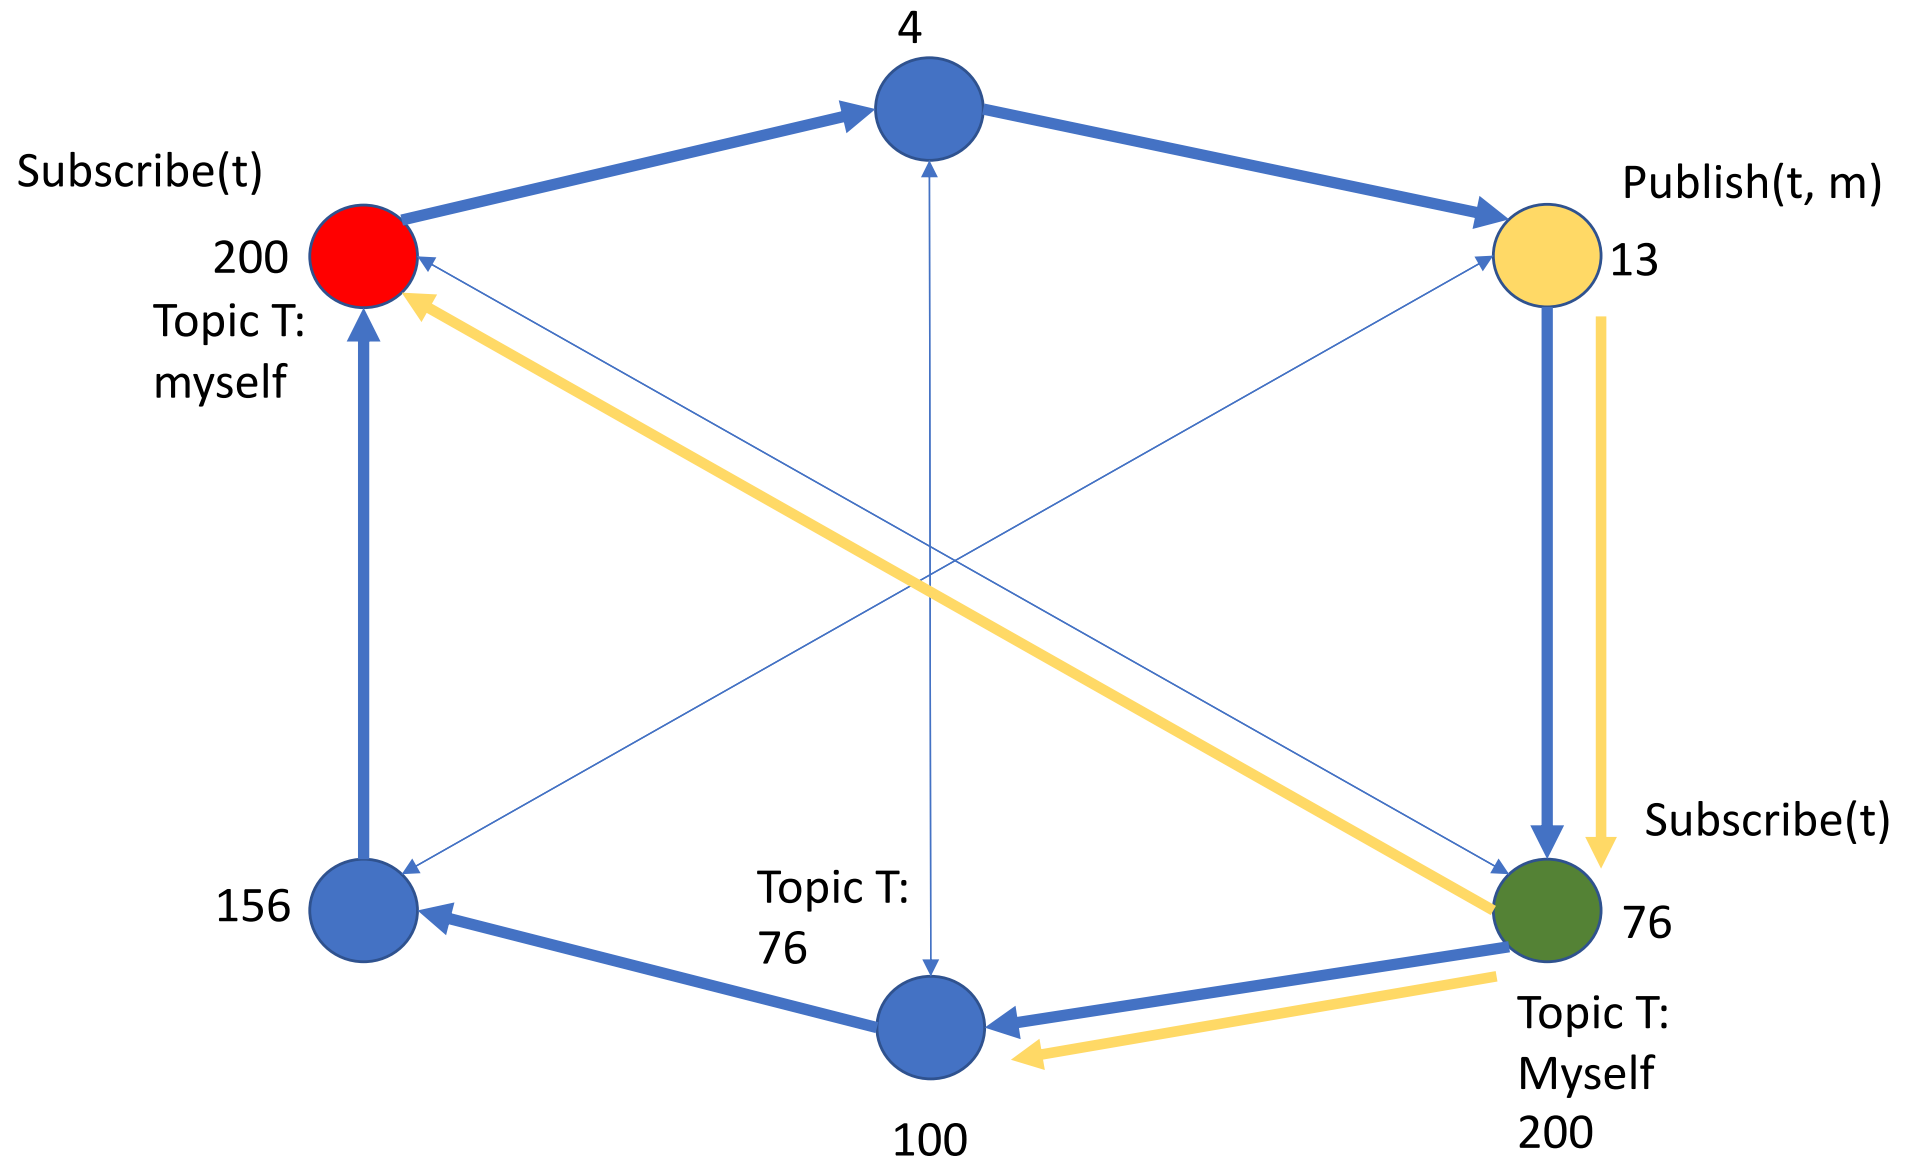 4
Subscribe(t)
Publish(t, m)
200
13
Topic T:
myself
Subscribe(t)
156
Topic T:
76
76
Topic T:
Myself
200
100